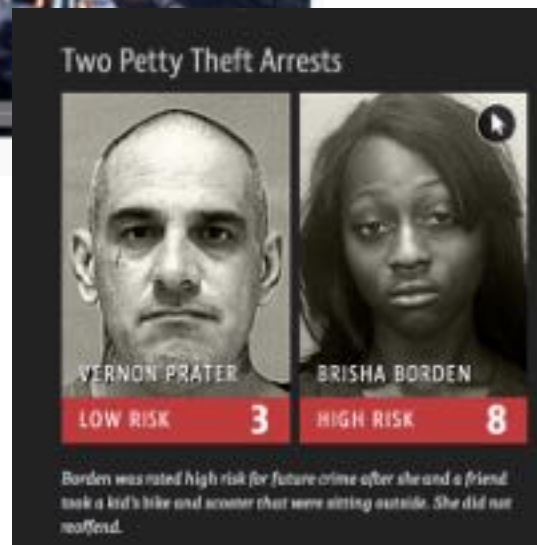 Two Petty Theft Arrests
VERNON PRATER
BRISHA BORDEN
LOW RISK 3
HIGH RISK 8
Borden was rated high risk for future crime after she and a friend
took a kid's bike and scooter that were sitting outside. She did not
reoffend.